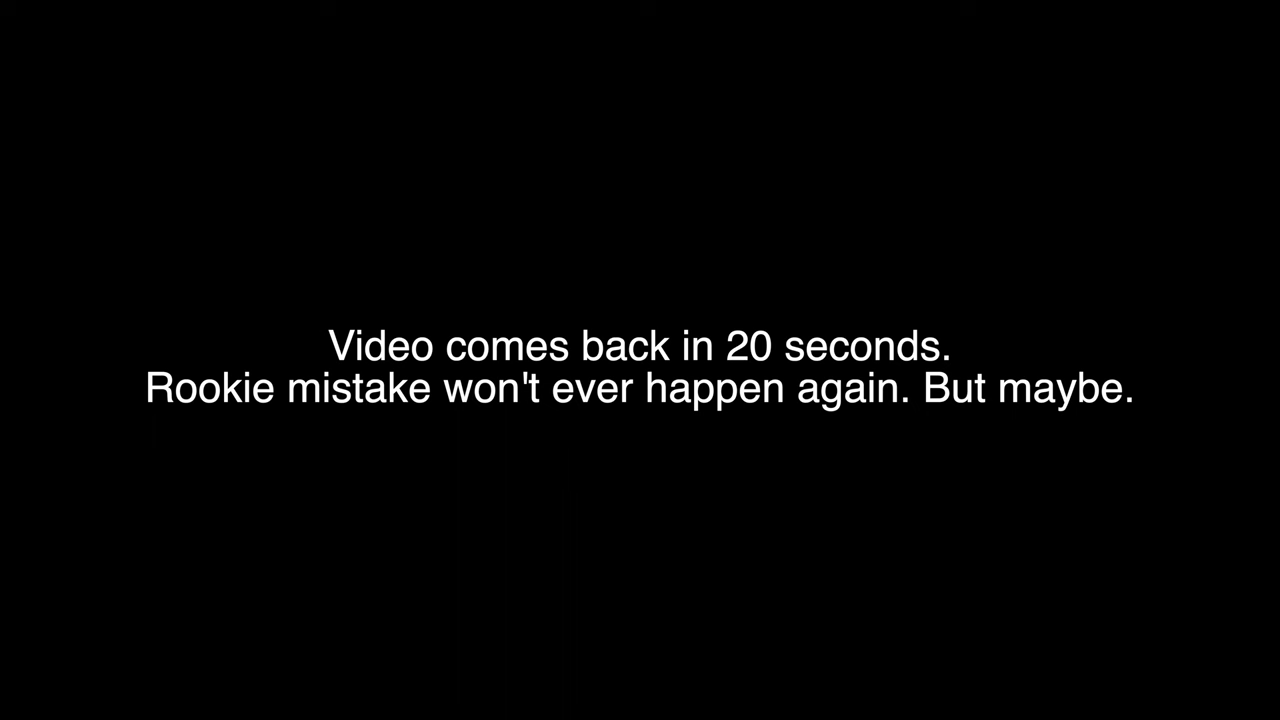 Video comes back in 20 seconds.
Rookie mistake won't ever happen again. But maybe.